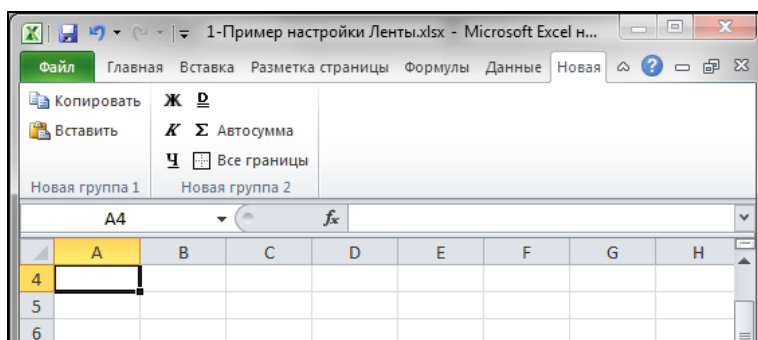 1-Пример настройки Ленты.xlsx - Microsoft Excel н...
Файл Главная Вставка Разметка страницы Формулы Данные Новая
Копировать Ж D
Вставить К Σ Автосумма
Ч Все границы
Новая группа 1 Новая группа 2
A4 fx
A B C D E F G H
4
5
6